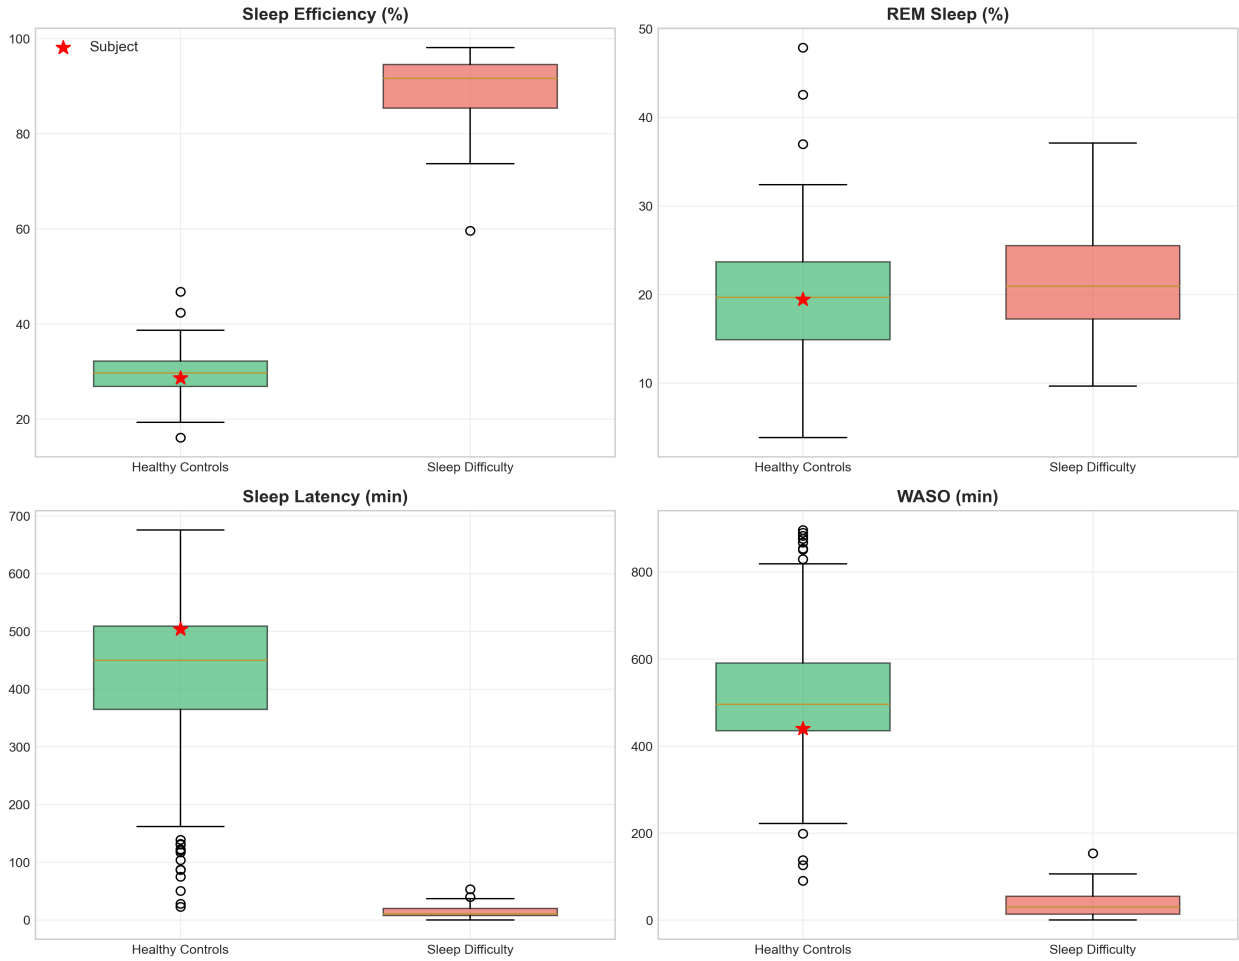 Sleep Efficiency (%)
100
80
60
40
20
Subject
Healthy Controls
Sleep Difficulty
REM Sleep (%)
50
40
30
20
10
Healthy Controls
Sleep Difficulty
Sleep Latency (min)
700
600
500
400
300
200
100
0
Healthy Controls
Sleep Difficulty
WASO (min)
800
600
400
200
0
Healthy Controls
Sleep Difficulty